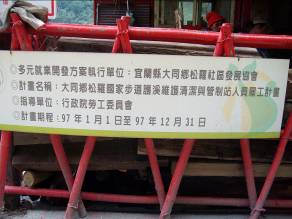 ◎多元就業開發方案執行單位：宜蘭縣大同鄉松羅社區發展協會
◎計畫名稱：大同鄉松羅國家步道護溪維護清潔與管制站人員雇工計畫
◎指導單位：行政院勞工委員會
◎計畫期程：97年1月1日至97年12月31日